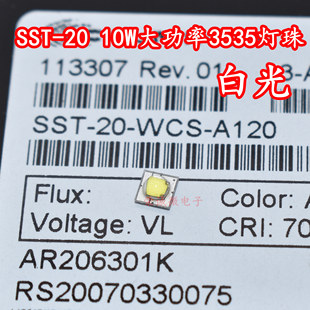 SST-20 10W大功率3535灯珠
113307 Rev. 01
白光
SST-20-WCS-A120
Flux:
Color: A
Voltage: VL
CRI: 70
AR206301K
RS20070330075